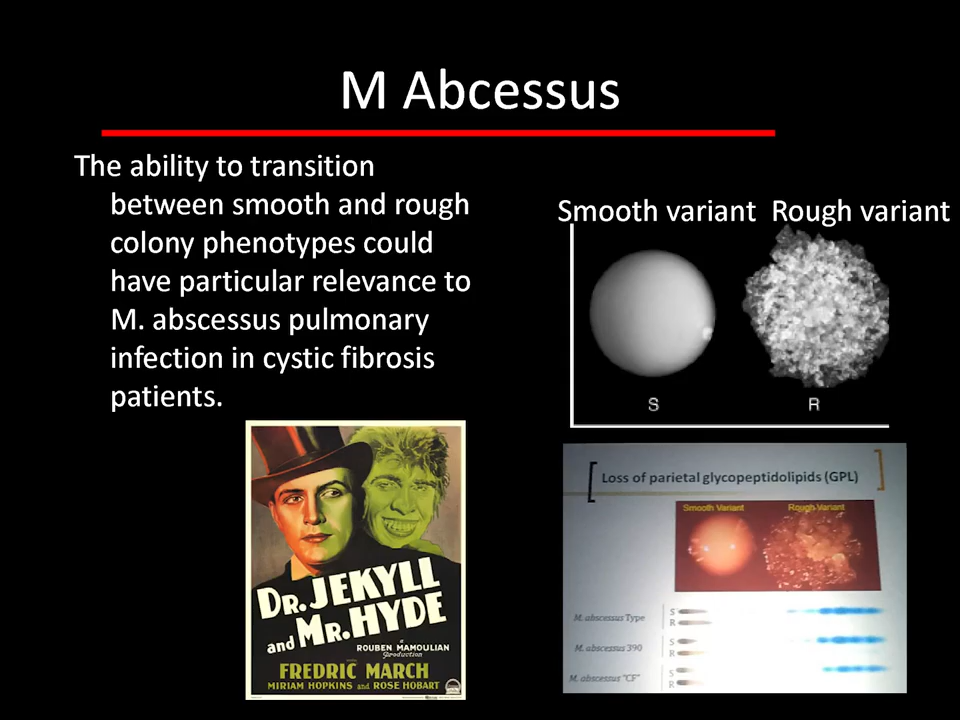 M Abcessus
The ability to transition
between smooth and rough
colony phenotypes could
have particular relevance to
M. abscessus pulmonary
infection in cystic fibrosis
patients.
Smooth variant Rough variant
S R
DR. JEKYLL
and MR. HYDE
A
ROUBEN MAMOULIAN
Production
FREDRIC MARCH
MIRIAM HOPKINS and ROSE HOBART
Loss of parietal glycopeptidolipids (GPL)
Smooth Variant Rough Variant
M. abscessus Type
S
R
M. abscessus 390
S
R
M. abscessus "CF"
S
R